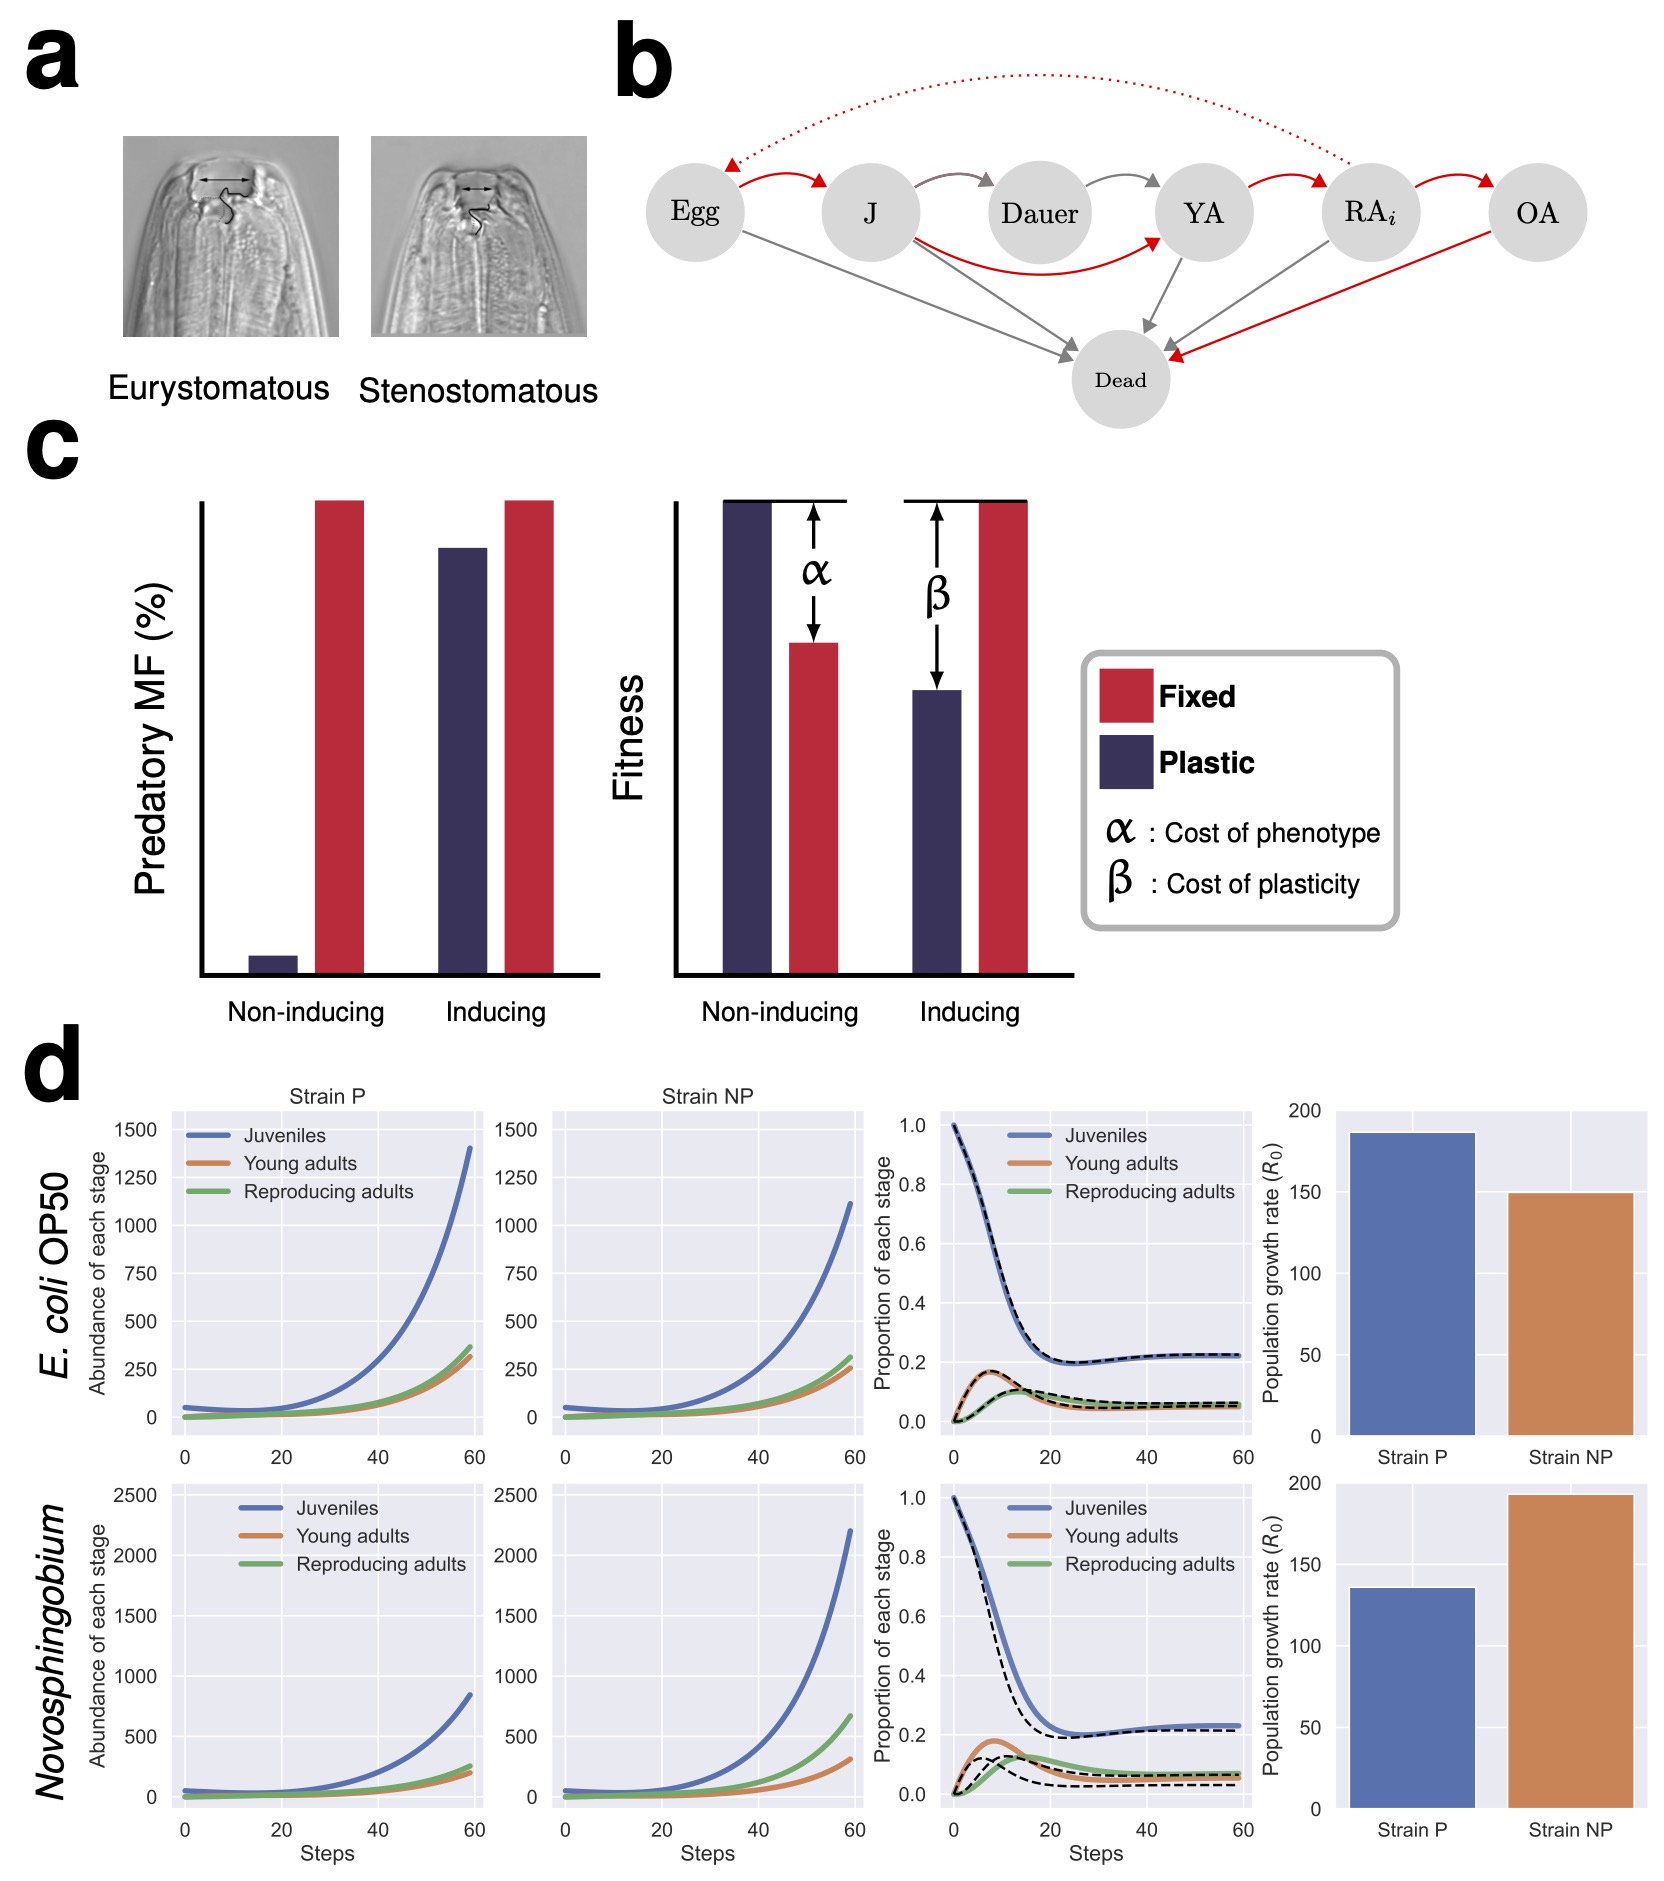 a
Eurystomatous
Stenostomatous
b
Egg
J
Dauer
YA
RAᵢ
OA
Dead
c
Predatory MF (%)
Non-inducing
Inducing
Fitness
α
β
Non-inducing
Inducing
Fixed
Plastic
α : Cost of phenotype
β : Cost of plasticity
d
E. coli OP50
Strain P
Abundance of each stage
1500
1250
1000
750
500
250
0
Juveniles
Young adults
Reproducing adults
0 20 40 60
Strain NP
1500
1250
1000
750
500
250
0
0 20 40 60
Proportion of each stage
1.0
0.8
0.6
0.4
0.2
0.0
Juveniles
Young adults
Reproducing adults
0 20 40 60
Population growth rate (R₀)
200
150
100
50
0
Strain P Strain NP
Novosphingobium
Abundance of each stage
2500
2000
1500
1000
500
0
Juveniles
Young adults
Reproducing adults
0 20 40 60
Steps
2500
2000
1500
1000
500
0
0 20 40 60
Steps
Proportion of each stage
1.0
0.8
0.6
0.4
0.2
0.0
Juveniles
Young adults
Reproducing adults
0 20 40 60
Steps
Population growth rate (R₀)
200
150
100
50
0
Strain P Strain NP